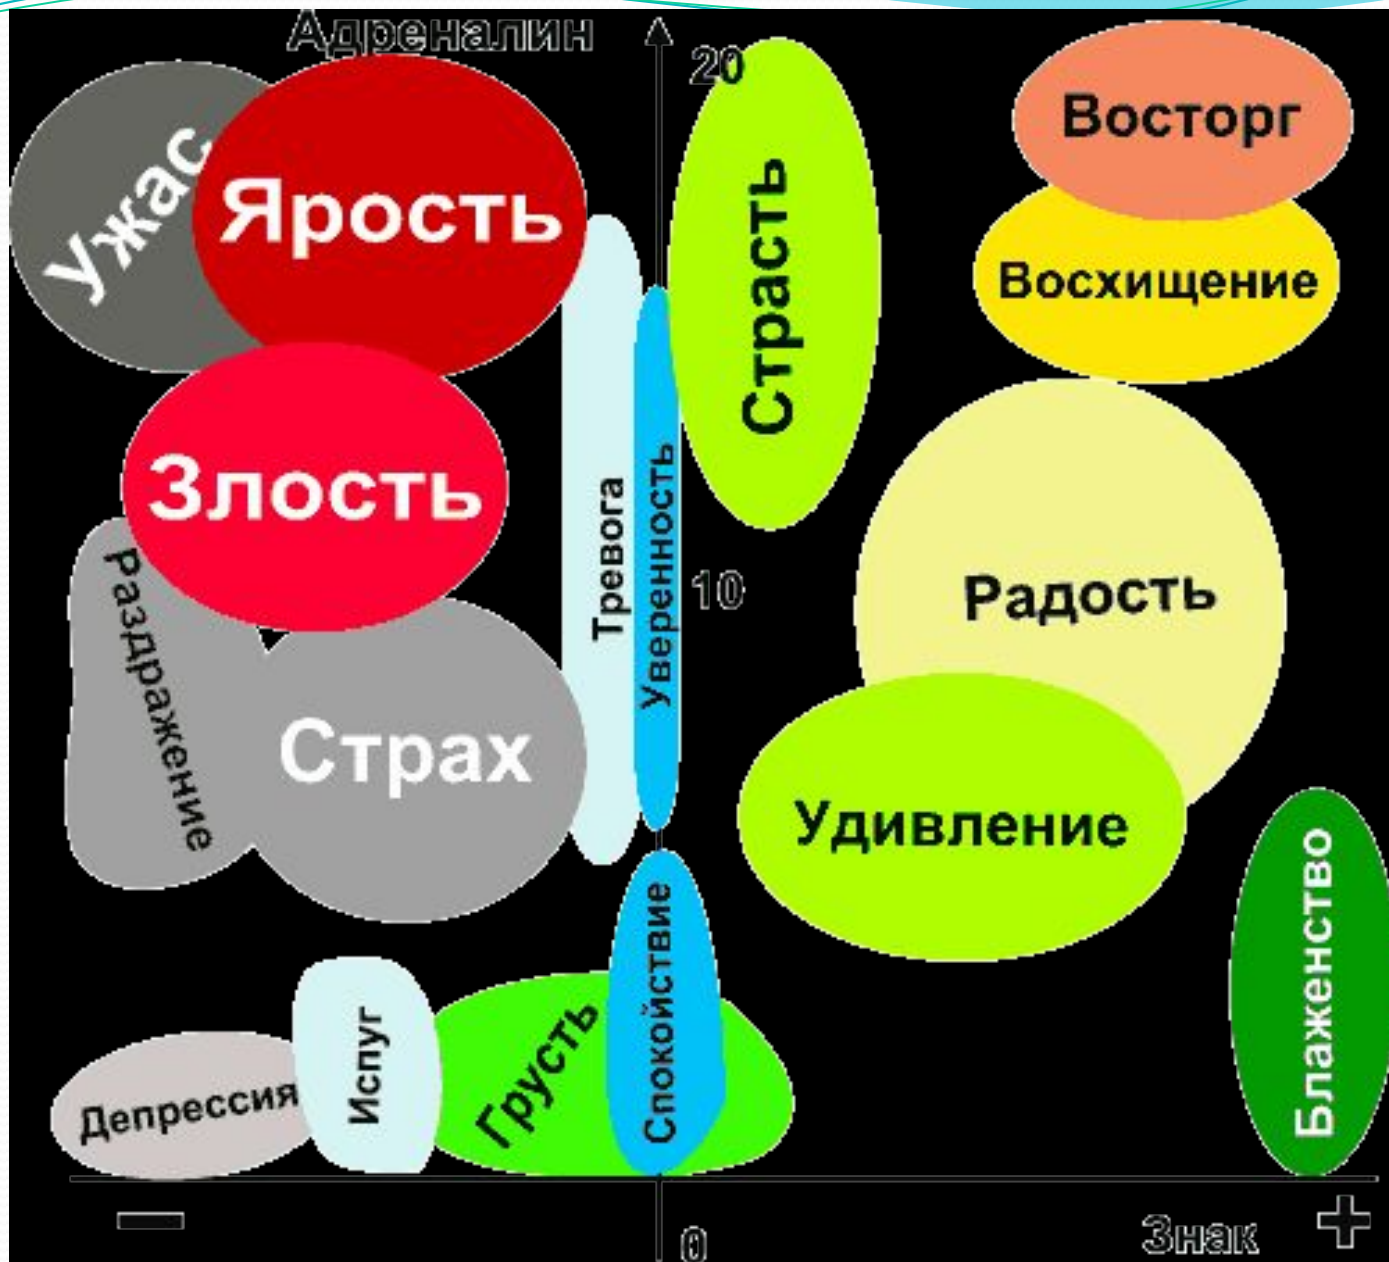 Адреналин
20
Восторг
Ужас
Ярость
Страсть
Восхищение
Злость
Тревога
Уверенность
10
Радость
Раздражение
Страх
Удивление
Блаженство
Спокойствие
Грусть
Испуг
Депрессия
−
0
Знак
+